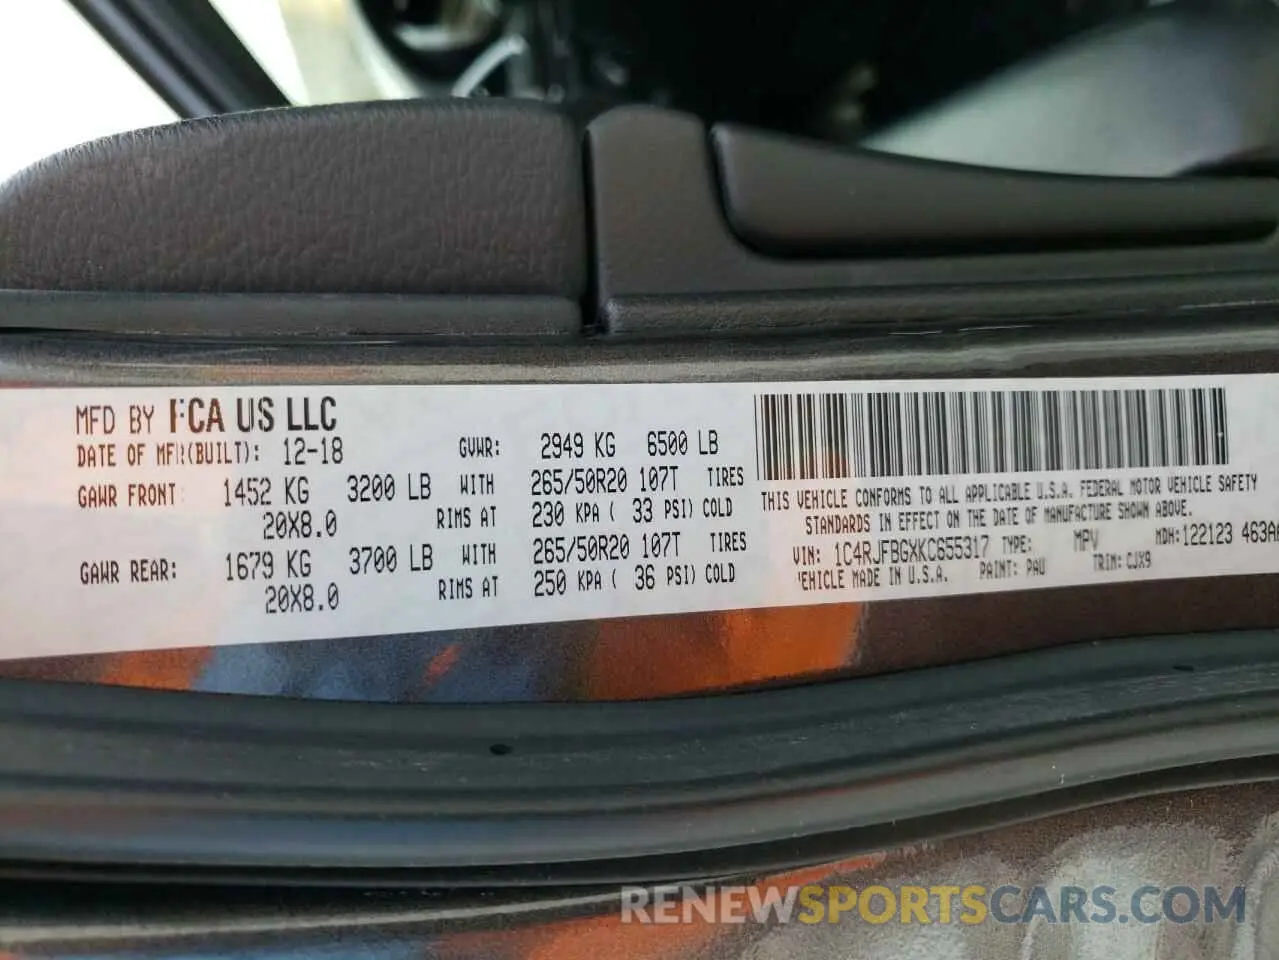 MFD BY FCA US LLC
DATE OF MFR(BUILT): 12-18 GVWR: 2949 KG 6500 LB
GAWR FRONT: 1452 KG 3200 LB WITH 265/50R20 107T TIRES
20X8.0 RIMS AT 230 KPA ( 33 PSI) COLD
GAWR REAR: 1679 KG 3700 LB WITH 265/50R20 107T TIRES
20X8.0 RIMS AT 250 KPA ( 36 PSI) COLD
THIS VEHICLE CONFORMS TO ALL APPLICABLE U.S.A. FEDERAL MOTOR VEHICLE SAFETY
STANDARDS IN EFFECT ON THE DATE OF MANUFACTURE SHOWN ABOVE.
VIN: 1C4RJFBGXKC655317 TYPE: MPV MDH: 122123 463AA
VEHICLE MADE IN U.S.A. PAINT: PAU TRIM: CJX9
RENEWSPORTSCARS.COM